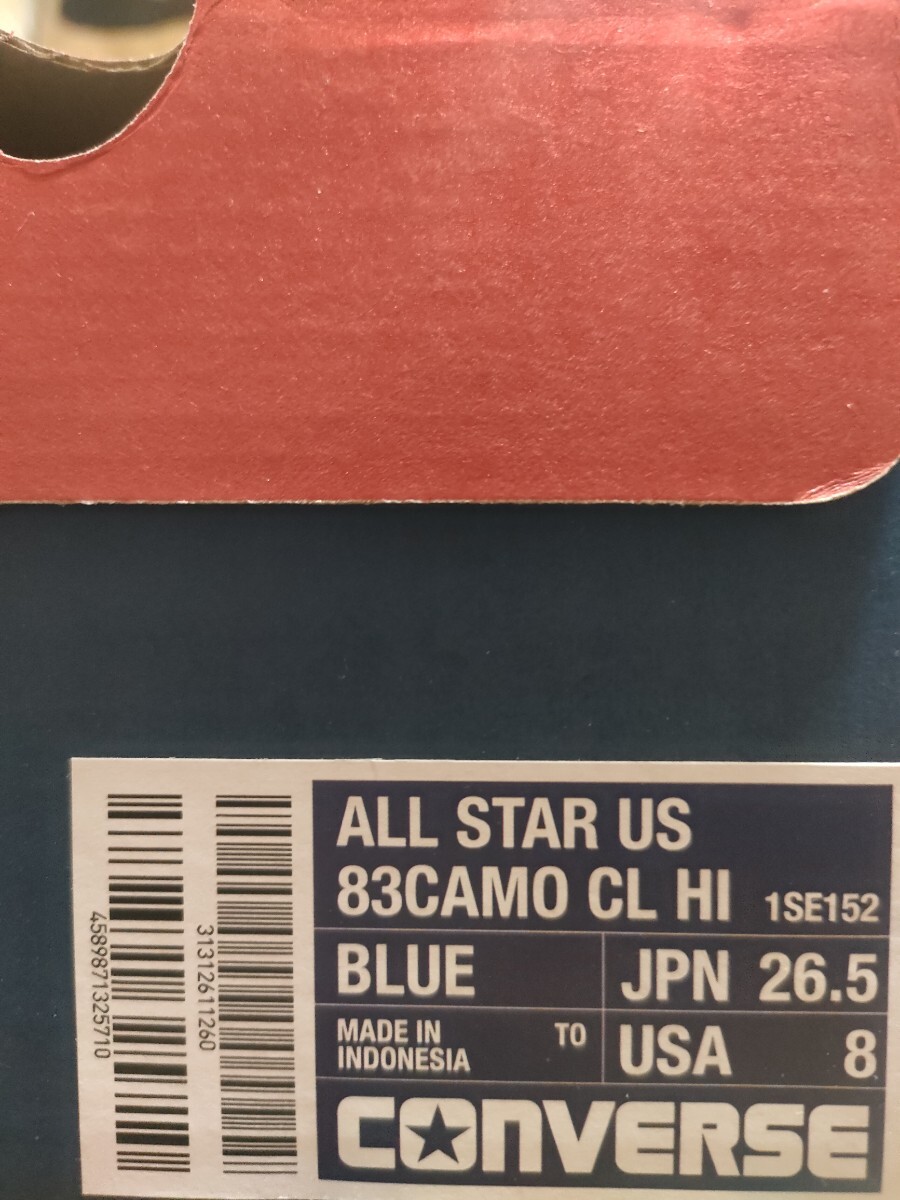 ALL STAR US
83CAMO CL HI 1SE152
BLUE JPN 26.5
MADE IN INDONESIA TO USA 8
CONVERSE
4589871325710
31312611260